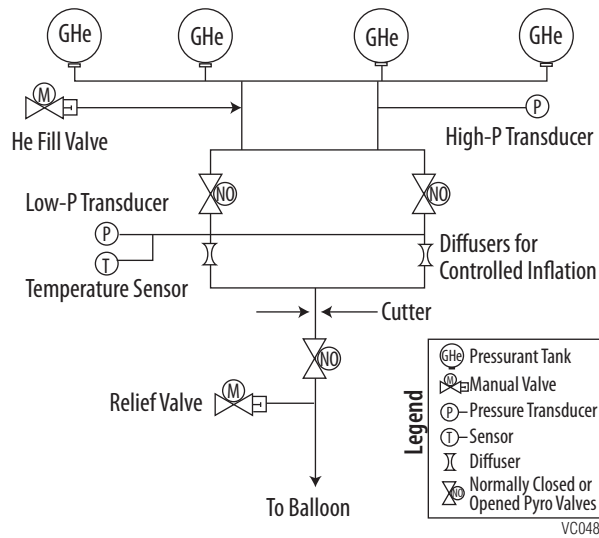 GHe GHe GHe GHe
M
He Fill Valve
P
High-P Transducer
NO NO
Low-P Transducer
P
T
Temperature Sensor
Diffusers for
Controlled Inflation
Cutter
NO
M
Relief Valve
To Balloon
Legend
GHe Pressurant Tank
M Manual Valve
P Pressure Transducer
T Sensor
Diffuser
NO Normally Closed or
Opened Pyro Valves
VC048